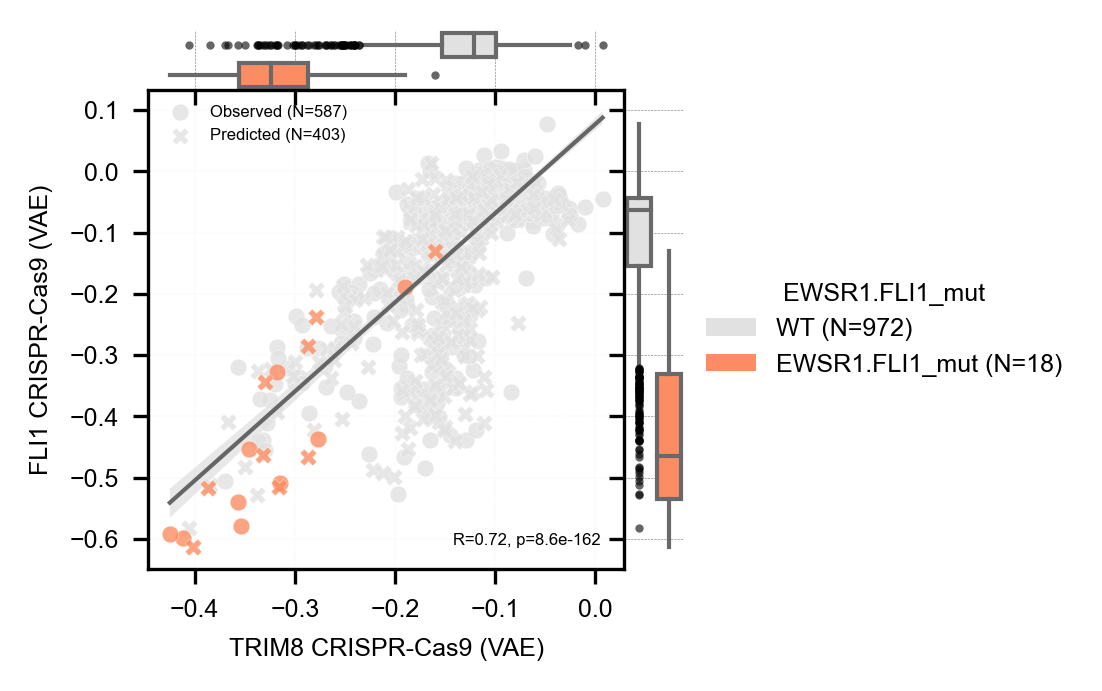 0.1
0.0
−0.1
−0.2
−0.3
−0.4
−0.5
−0.6
FLI1 CRISPR-Cas9 (VAE)
Observed (N=587)
Predicted (N=403)
R=0.72, p=8.6e-162
−0.4
−0.3
−0.2
−0.1
0.0
TRIM8 CRISPR-Cas9 (VAE)
EWSR1.FLI1_mut
WT (N=972)
EWSR1.FLI1_mut (N=18)